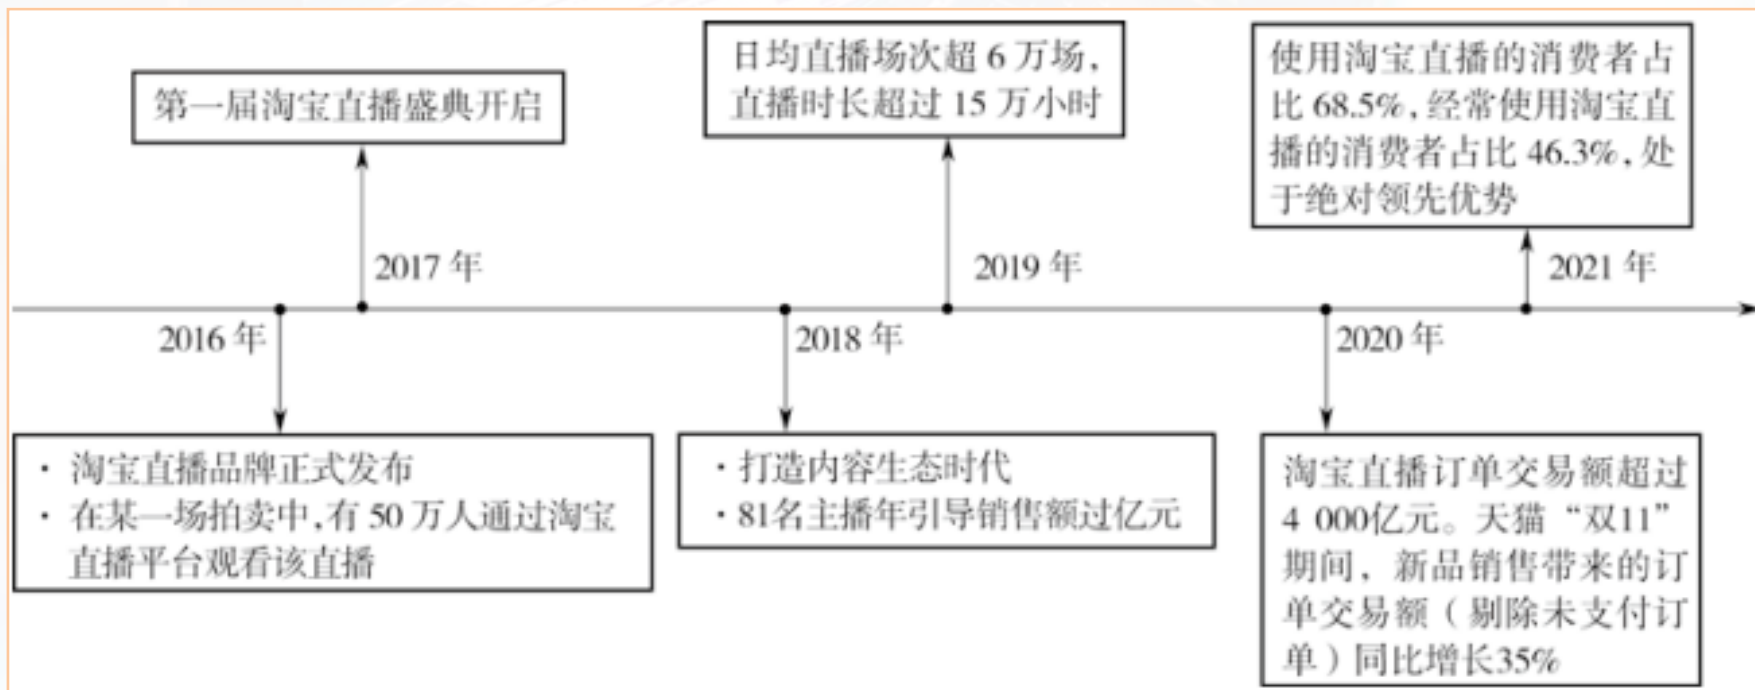 第一届淘宝直播盛典开启
日均直播场次超 6 万场，
直播时长超过 15 万小时
使用淘宝直播的消费者占
比 68.5%，经常使用淘宝直
播的消费者占比 46.3%，处
于绝对领先优势
2017 年
2019 年
2021 年
2016 年
2018 年
2020 年
· 淘宝直播品牌正式发布
· 在某一场拍卖中，有 50 万人通过淘宝
直播平台观看该直播
· 打造内容生态时代
· 81名主播年引导销售额过亿元
淘宝直播订单交易额超过
4 000亿元。天猫“双11”
期间，新品销售带来的订
单交易额（剔除未支付订
单）同比增长35%